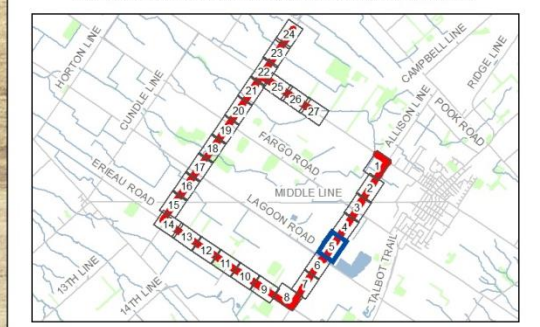 24
HORTON LINE
23
CAMPBELL LINE
22
25
RIDGE LINE
CUNDLE LINE
21
26
20
27
ALLISON LINE
POOK ROAD
19
FARGO ROAD
18
1
17
ERIEAU ROAD
16
MIDDLE LINE
2
15
LAGOON ROAD
3
14
4
13
5
12
TALBOT TRAIL
11
6
13TH LINE
10
7
14TH LINE
9
8